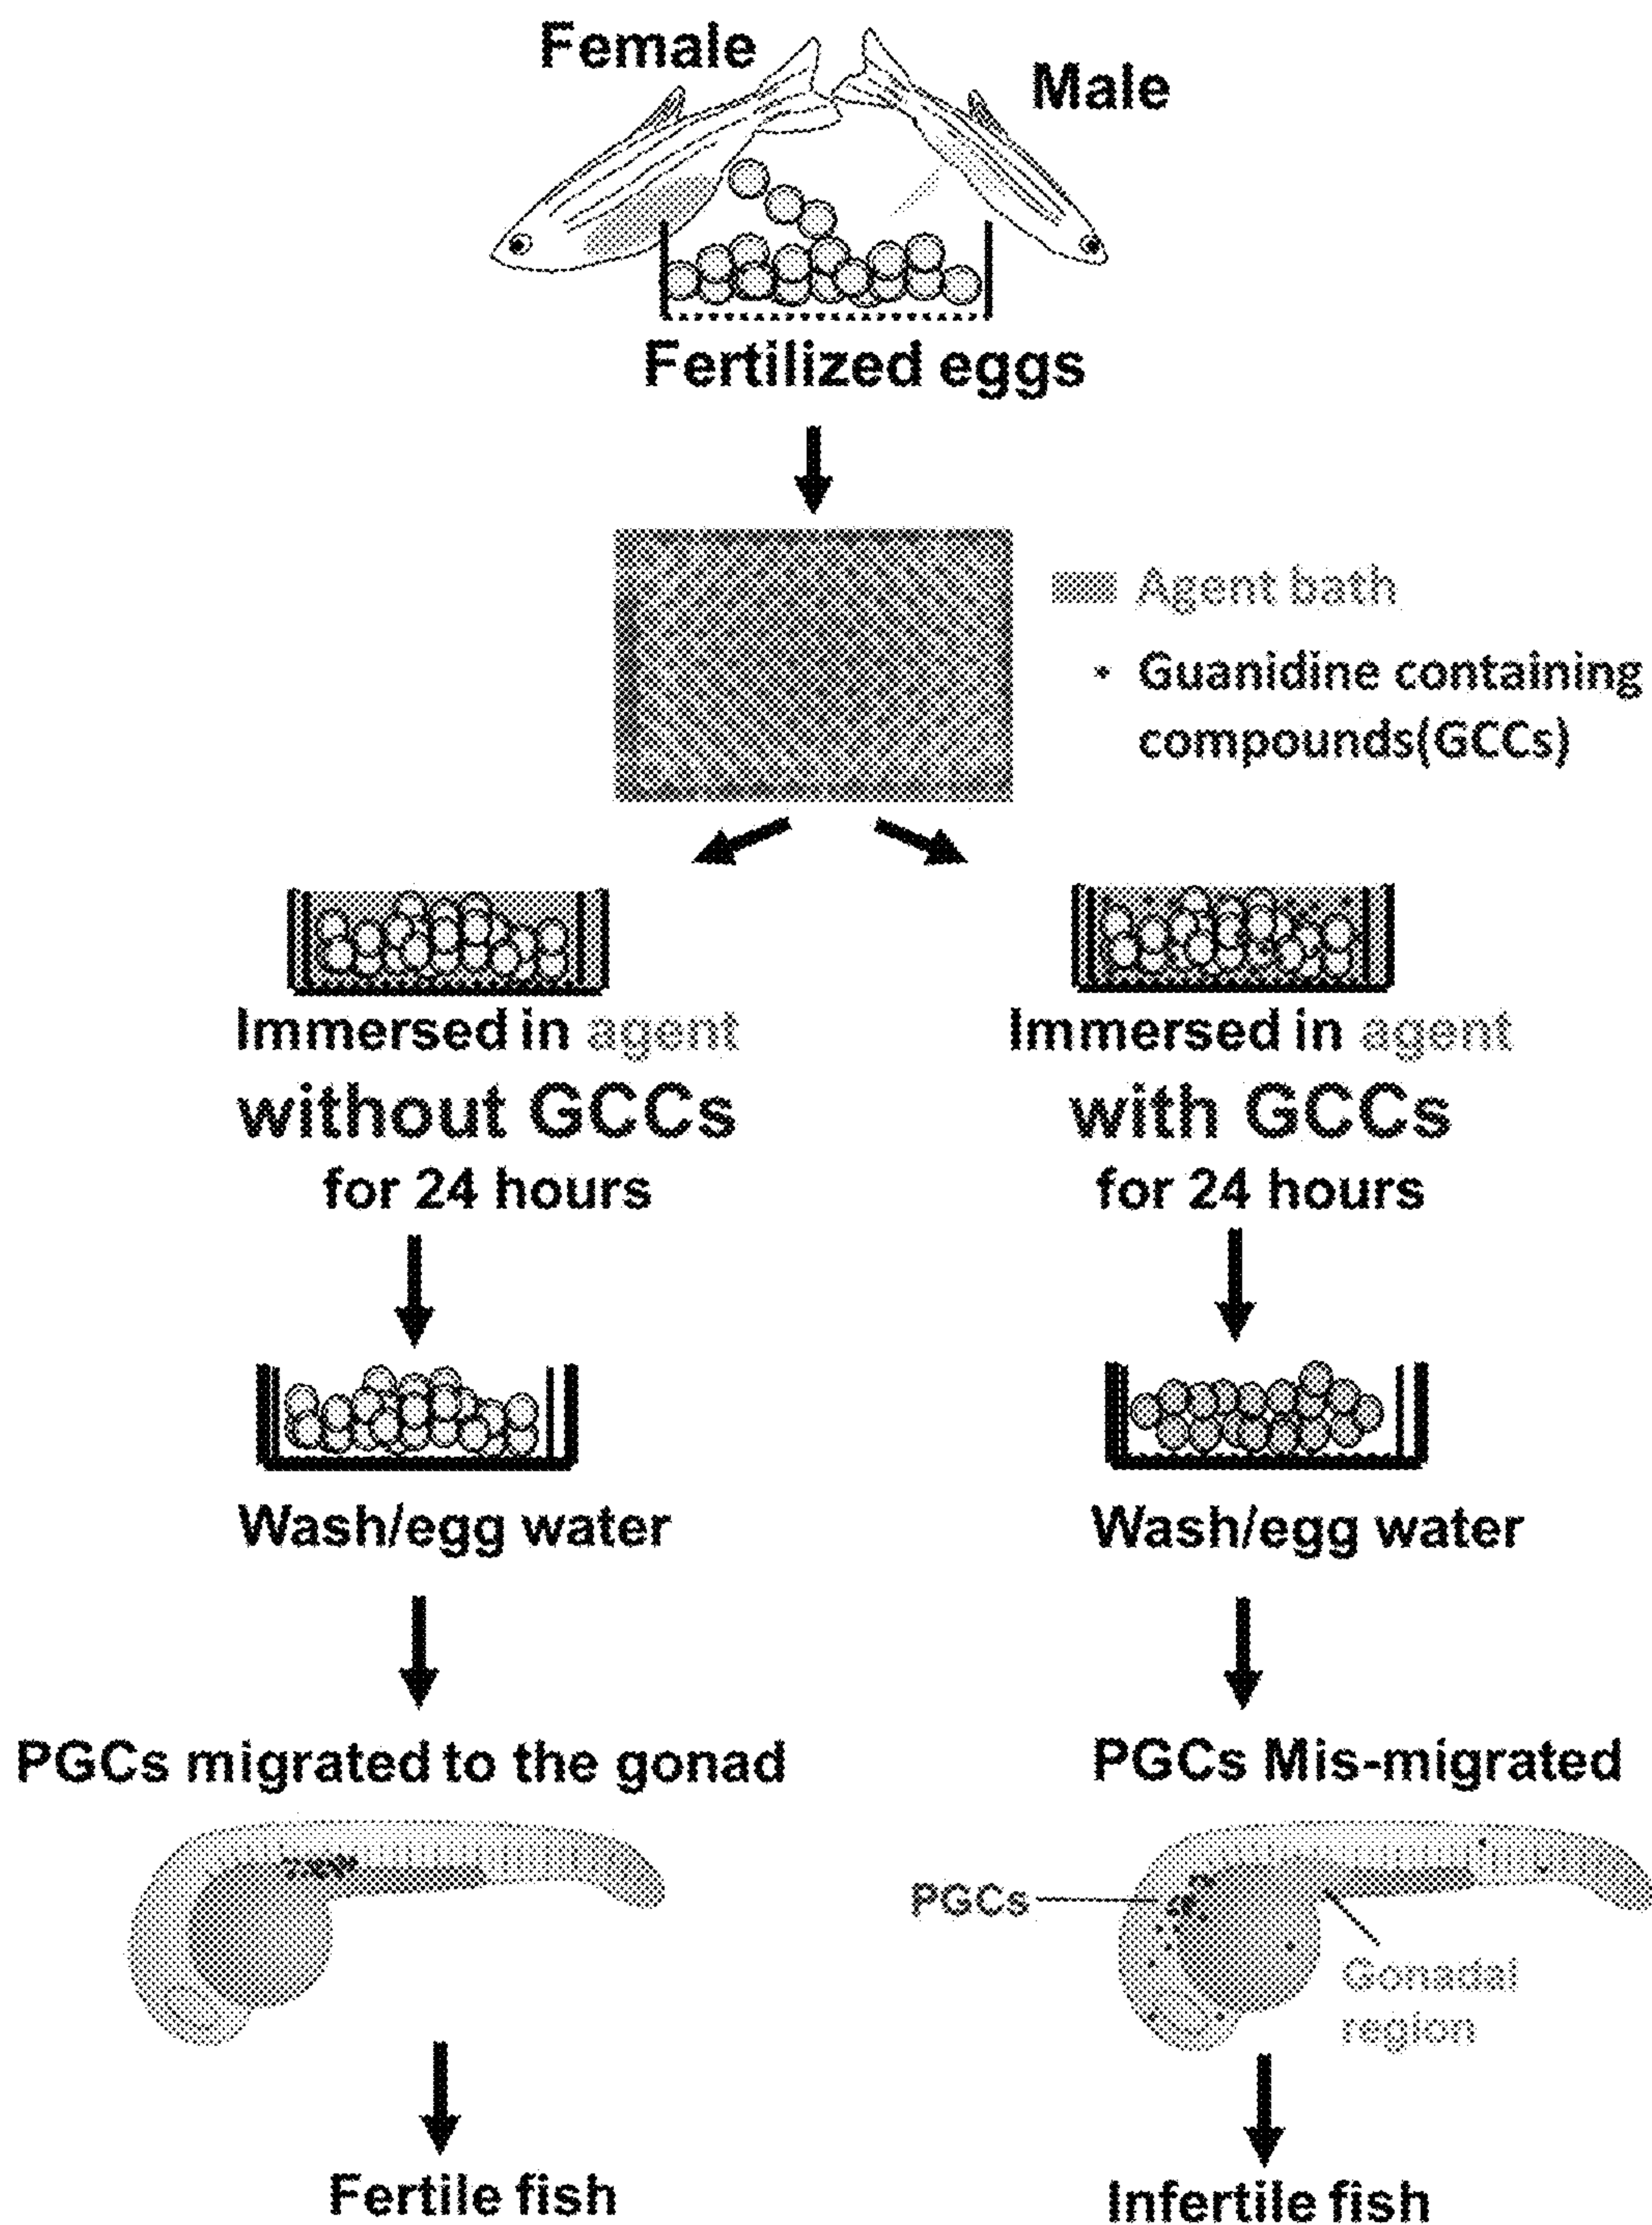 Female
Male
Fertilized eggs
Agent bath
Guanidine containing
compounds(GCCs)
Immersed in agent
without GCCs
for 24 hours
Immersed in agent
with GCCs
for 24 hours
Wash/egg water
Wash/egg water
PGCs migrated to the gonad
PGCs Mis-migrated
PGCs
Gonadal
region
Fertile fish
Infertile fish